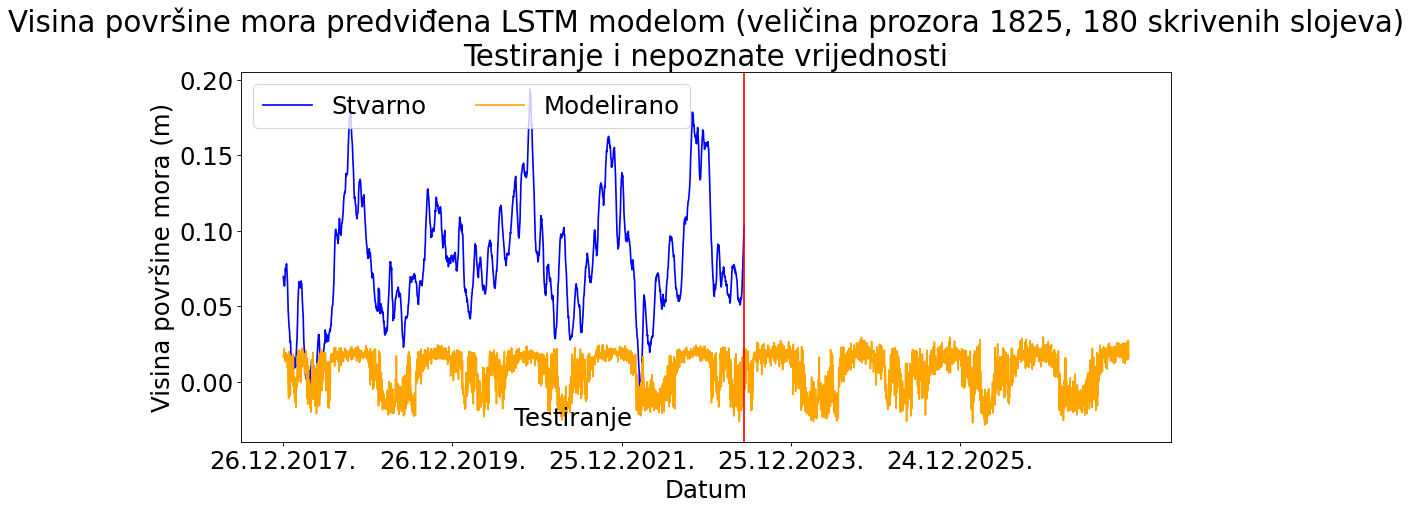 Visina površine mora predviđena LSTM modelom (veličina prozora 1825, 180 skrivenih slojeva)
Testiranje i nepoznate vrijednosti
Stvarno
Modelirano
Visina površine mora (m)
0.20
0.15
0.10
0.05
0.00
Testiranje
26.12.2017.
26.12.2019.
25.12.2021.
25.12.2023.
24.12.2025.
Datum